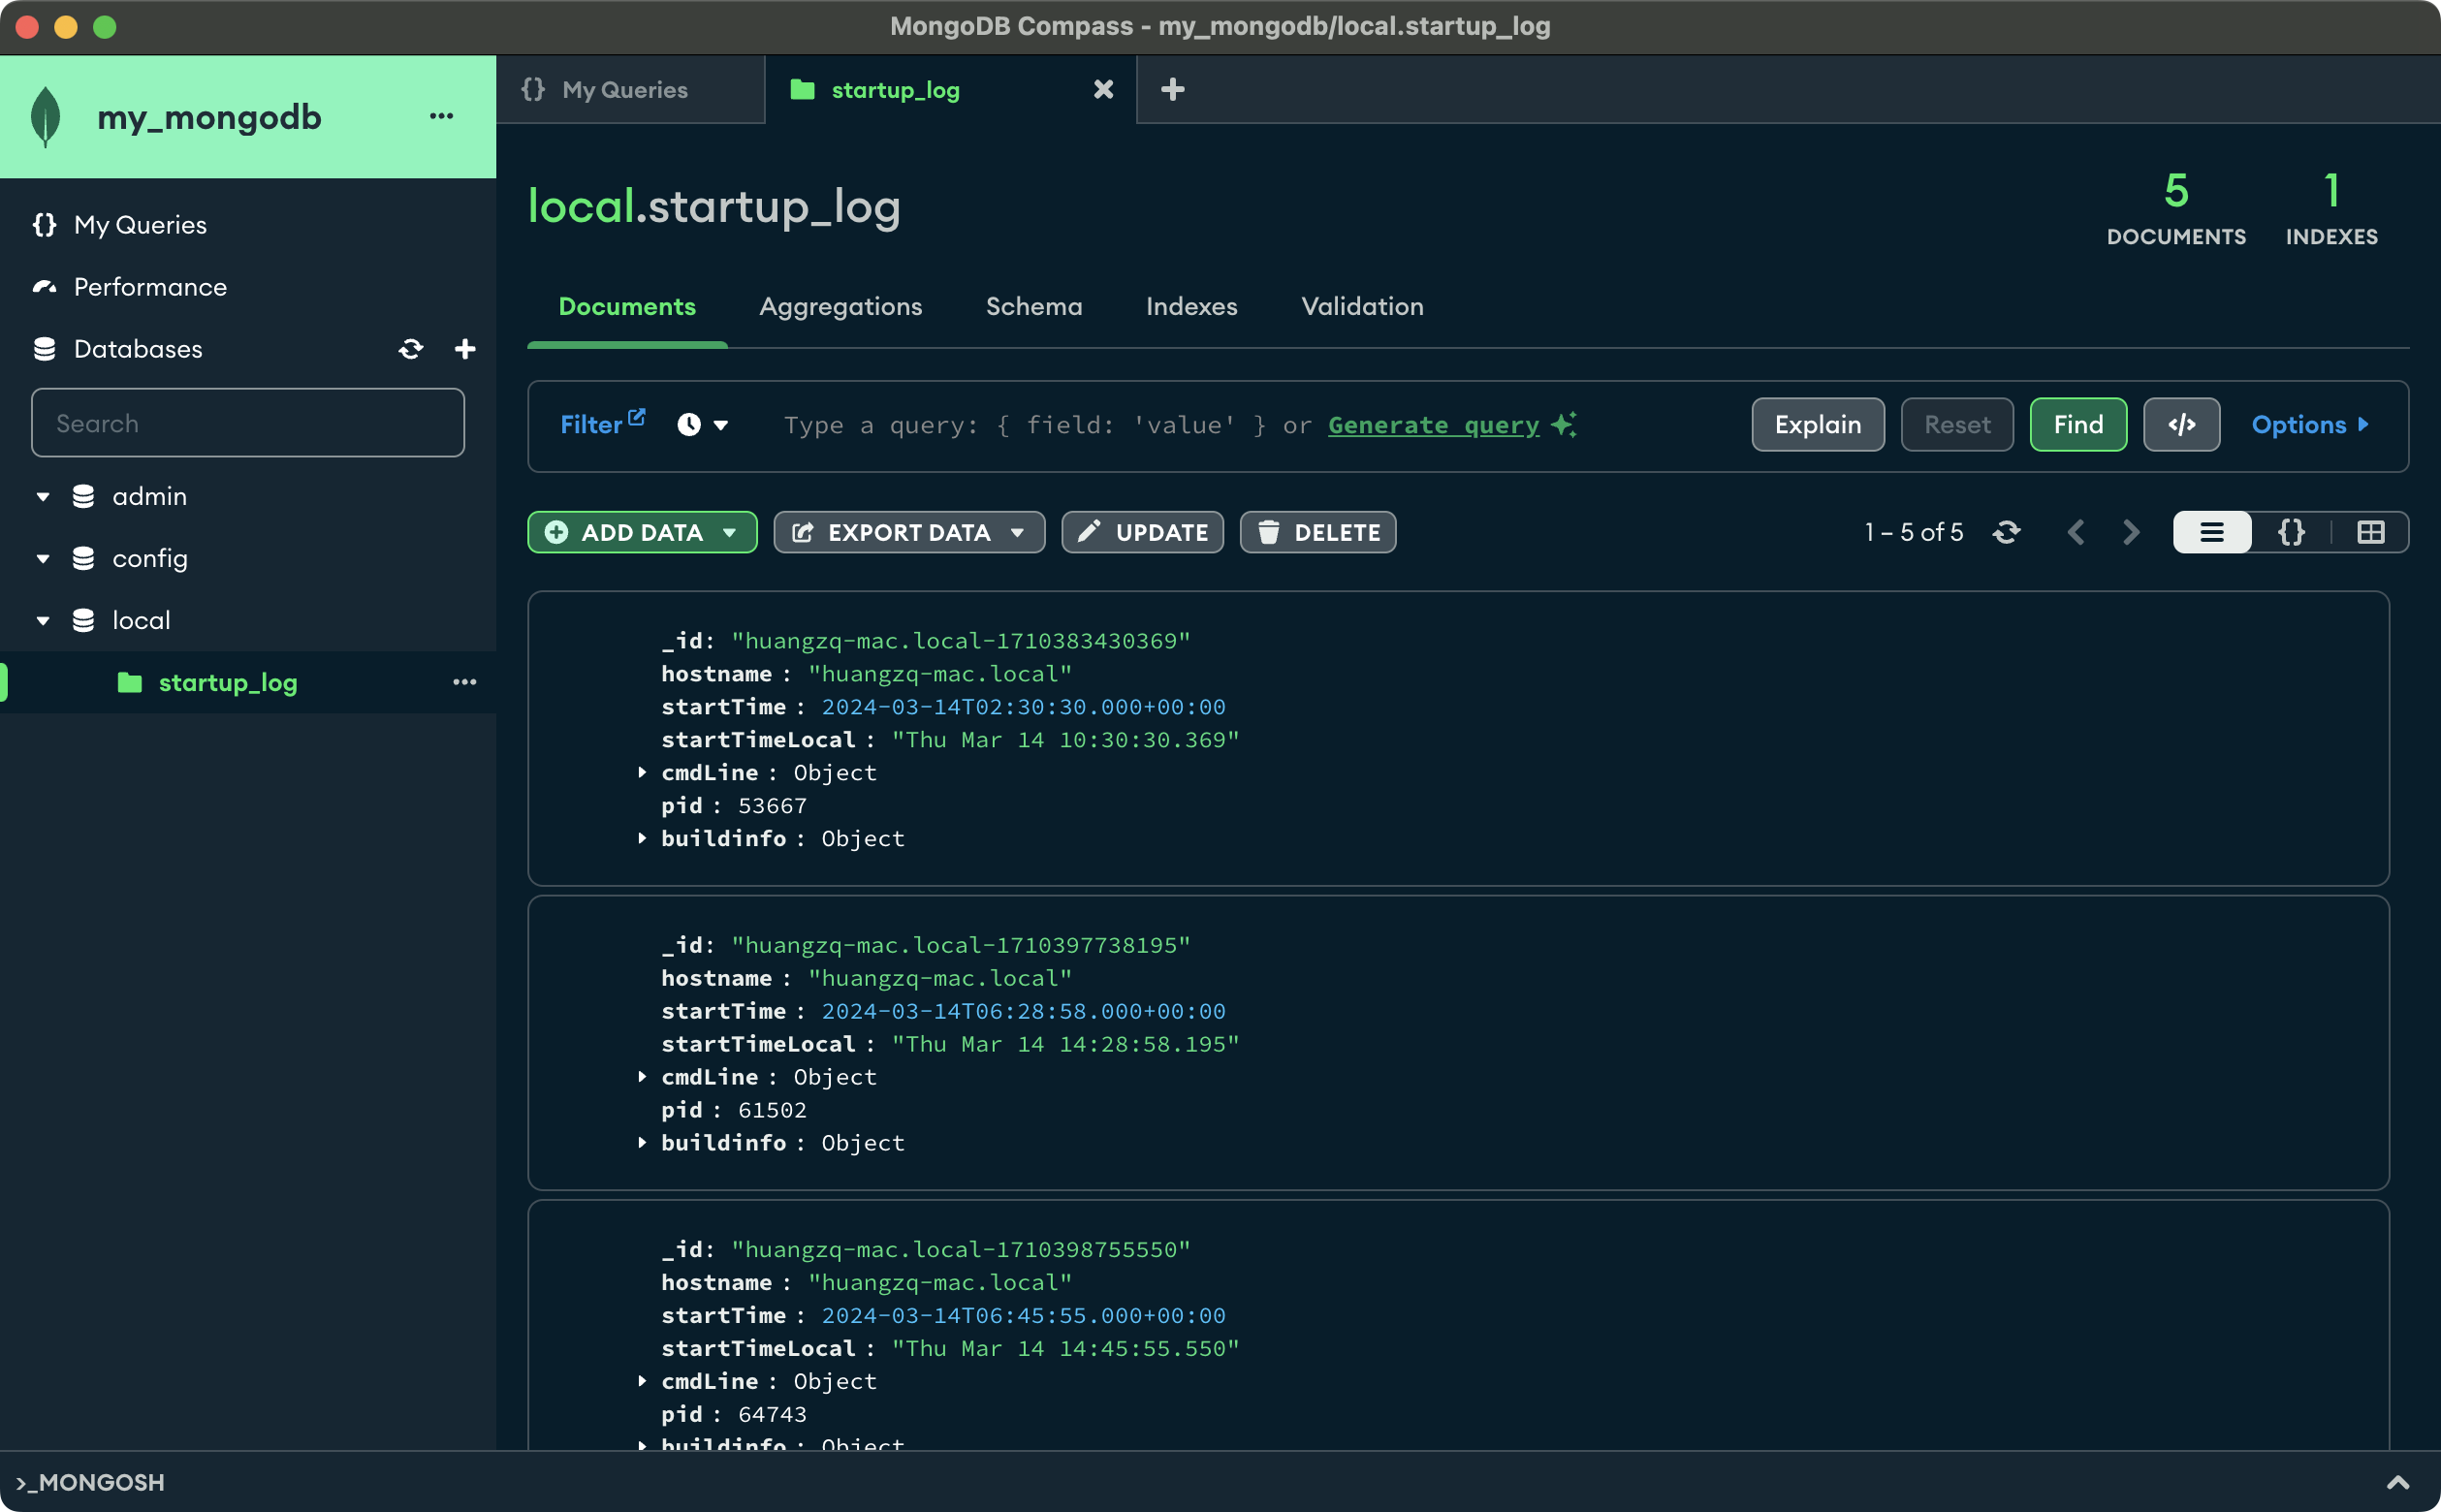 MongoDB Compass - my_mongodb/local.startup_log
my_mongodb
My Queries
Performance
Databases
Search
admin
config
local
startup_log
{} My Queries
startup_log
local.startup_log
5
DOCUMENTS
1
INDEXES
Documents Aggregations Schema Indexes Validation
Filter Type a query: { field: 'value' } or Generate query Explain Reset Find </> Options
ADD DATA EXPORT DATA UPDATE DELETE 1 – 5 of 5 {}
_id: "huangzq-mac.local-1710383430369"
hostname : "huangzq-mac.local"
startTime : 2024-03-14T02:30:30.000+00:00
startTimeLocal : "Thu Mar 14 10:30:30.369"
cmdLine : Object
pid : 53667
buildinfo : Object
_id: "huangzq-mac.local-1710397738195"
hostname : "huangzq-mac.local"
startTime : 2024-03-14T06:28:58.000+00:00
startTimeLocal : "Thu Mar 14 14:28:58.195"
cmdLine : Object
pid : 61502
buildinfo : Object
_id: "huangzq-mac.local-1710398755550"
hostname : "huangzq-mac.local"
startTime : 2024-03-14T06:45:55.000+00:00
startTimeLocal : "Thu Mar 14 14:45:55.550"
cmdLine : Object
pid : 64743
buildinfo : Object
>_MONGOSH